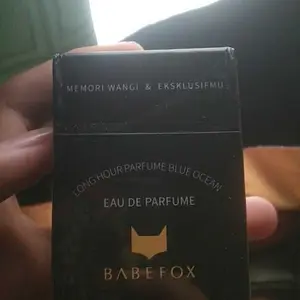 MEMORI WANGI & EKSKLUSIFMU
LONG HOUR PARFUME BLUE OCEAN
EAU DE PARFUME
BABEFOX